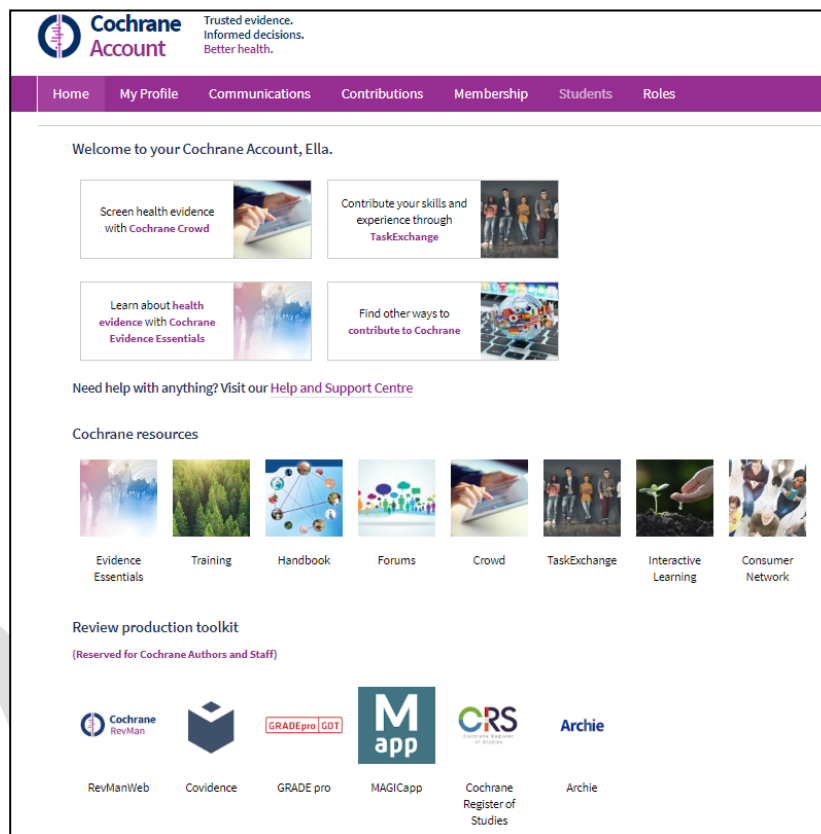 Cochrane
Account
Trusted evidence.
Informed decisions.
Better health.
Home My Profile Communications Contributions Membership Students Roles
Welcome to your Cochrane Account, Ella.
Screen health evidence
with Cochrane Crowd
Contribute your skills and
experience through
TaskExchange
Learn about health
evidence with Cochrane
Evidence Essentials
Find other ways to
contribute to Cochrane
Need help with anything? Visit our Help and Support Centre
Cochrane resources
Evidence
Essentials
Training
Handbook
Forums
Crowd
TaskExchange
Interactive
Learning
Consumer
Network
Review production toolkit
(Reserved for Cochrane Authors and Staff)
Cochrane
RevMan
GRADEpro GDT
M
app
CRS
Cochrane Register
of Studies
Archie
RevManWeb
Covidence
GRADE pro
MAGICapp
Cochrane
Register of
Studies
Archie